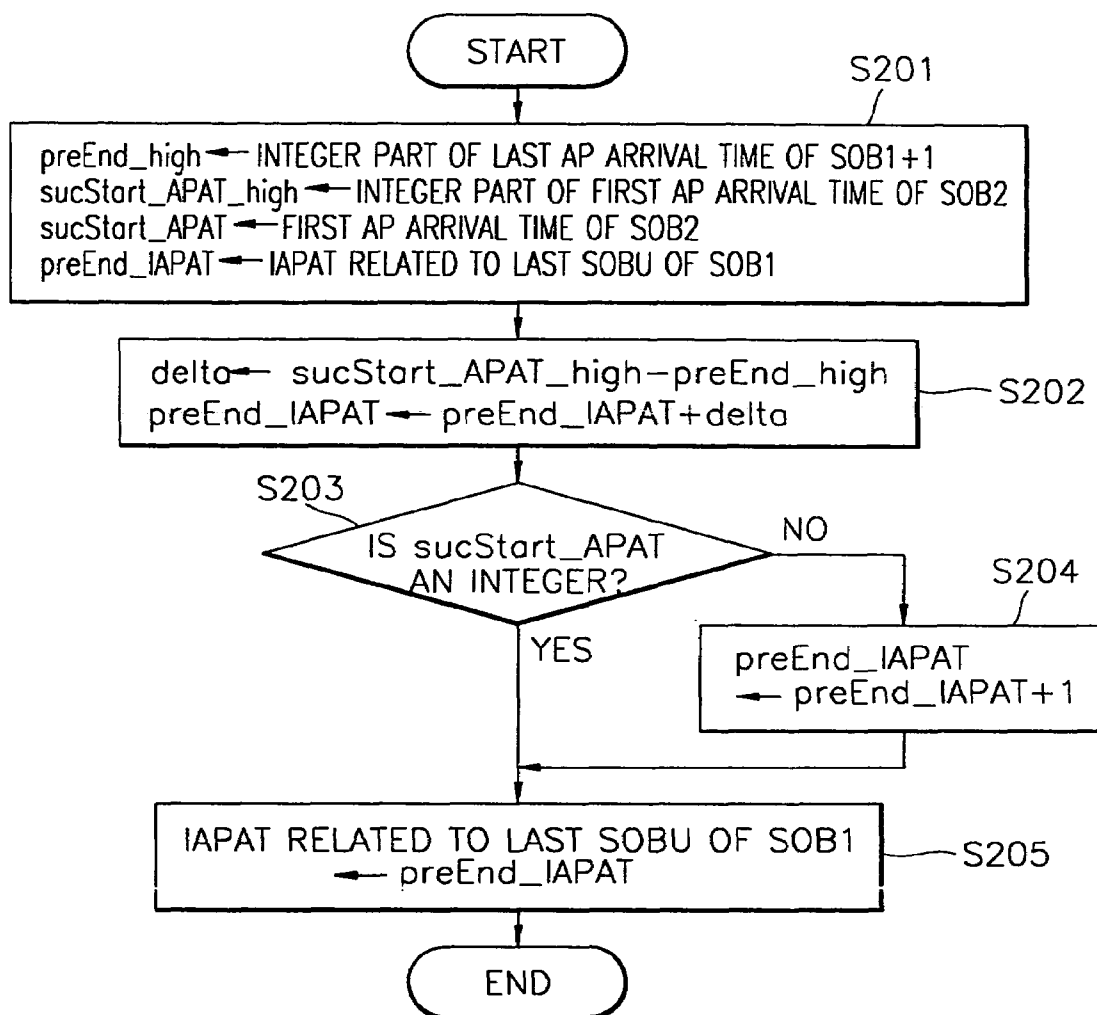 START
S201
preEnd_high← INTEGER PART OF LAST AP ARRIVAL TIME OF SOB1+1
sucStart_APAT_high← INTEGER PART OF FIRST AP ARRIVAL TIME OF SOB2
sucStart_APAT←FIRST AP ARRIVAL TIME OF SOB2
preEnd_IAPAT← IAPAT RELATED TO LAST SOBU OF SOB1
delta← sucStart_APAT_high-preEnd_high
preEnd_IAPAT← preEnd_IAPAT+delta
S202
S203
IS sucStart_APAT
AN INTEGER?
NO
YES
S204
preEnd_IAPAT
← preEnd_IAPAT+1
IAPAT RELATED TO LAST SOBU OF SOB1
← preEnd_IAPAT
S205
END